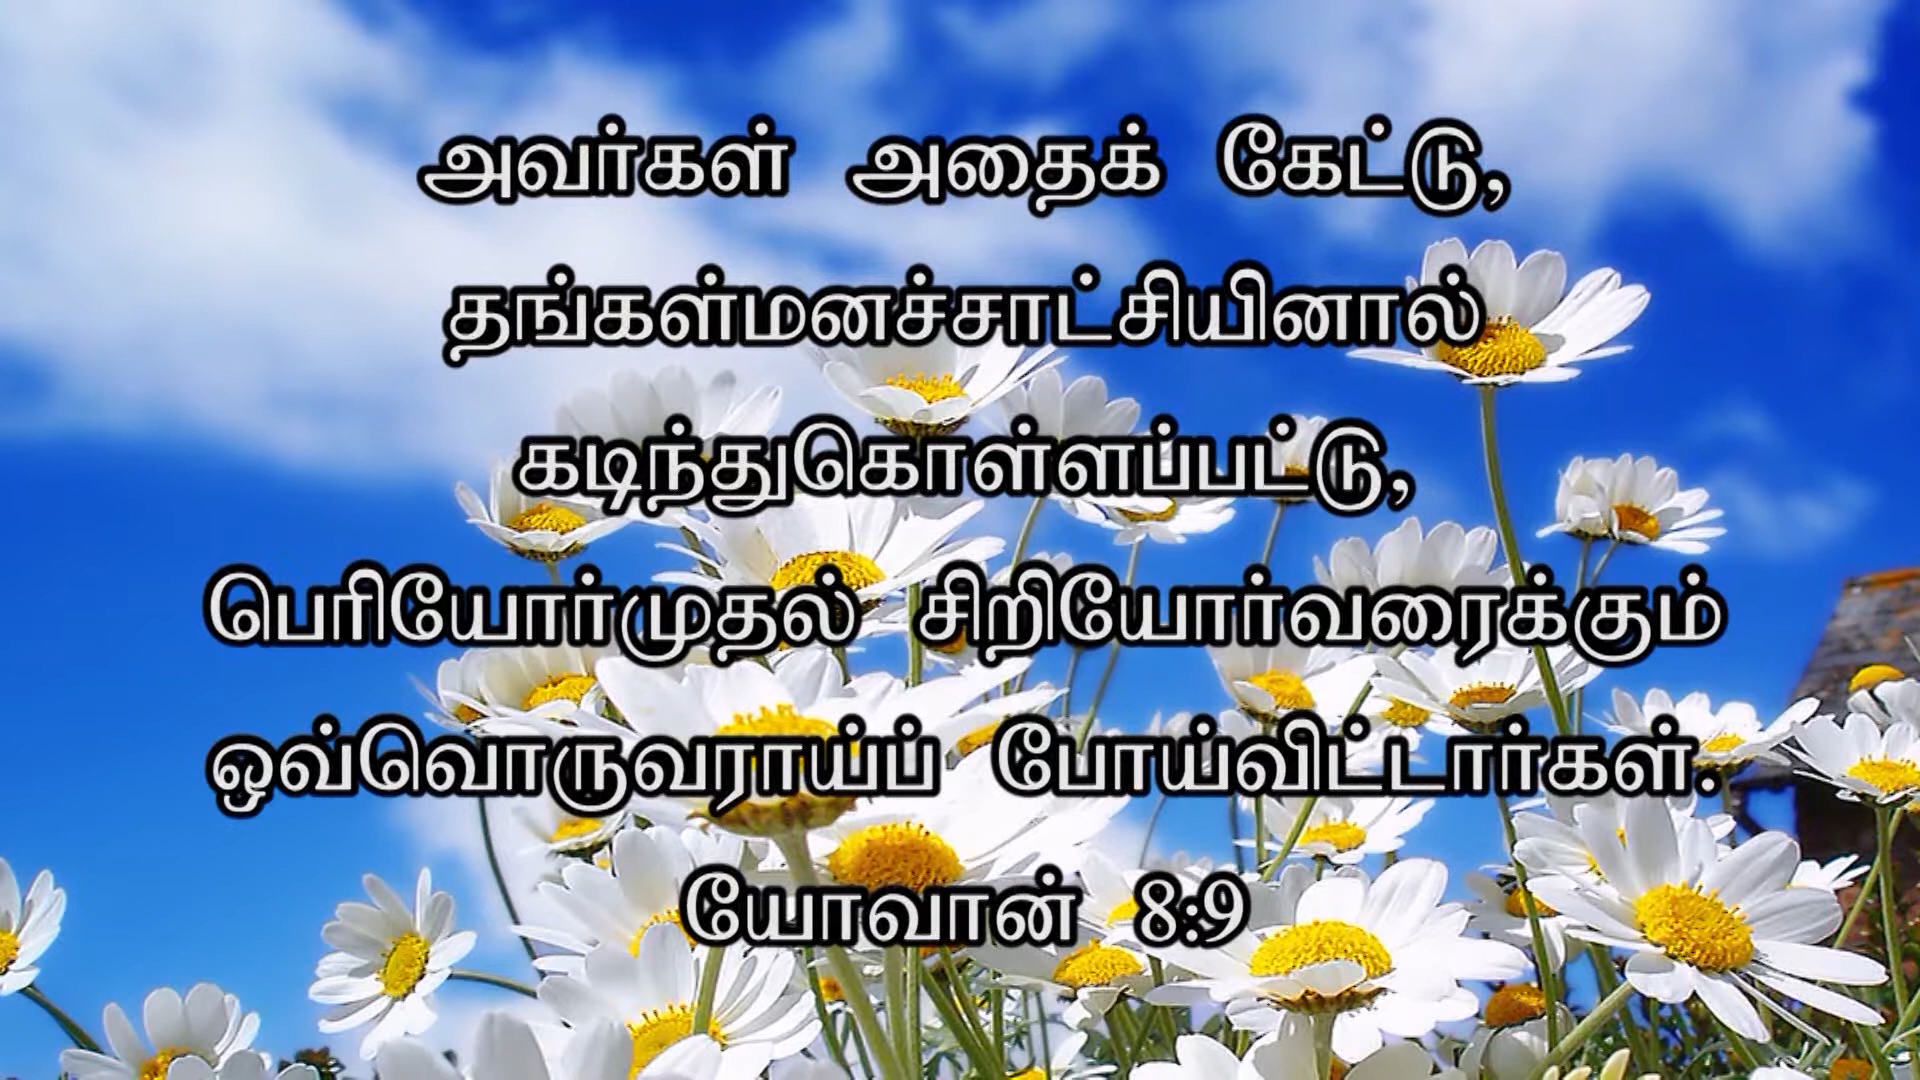 அவர்கள் அதைக் கேட்டு,
தங்கள்மனச்சாட்சியினால்
கடிந்துகொள்ளப்பட்டு,
பெரியோர்முதல் சிறியோர்வரைக்கும்
ஒவ்வொருவராய்ப் போய்விட்டார்கள்.
யோவான் 8:9